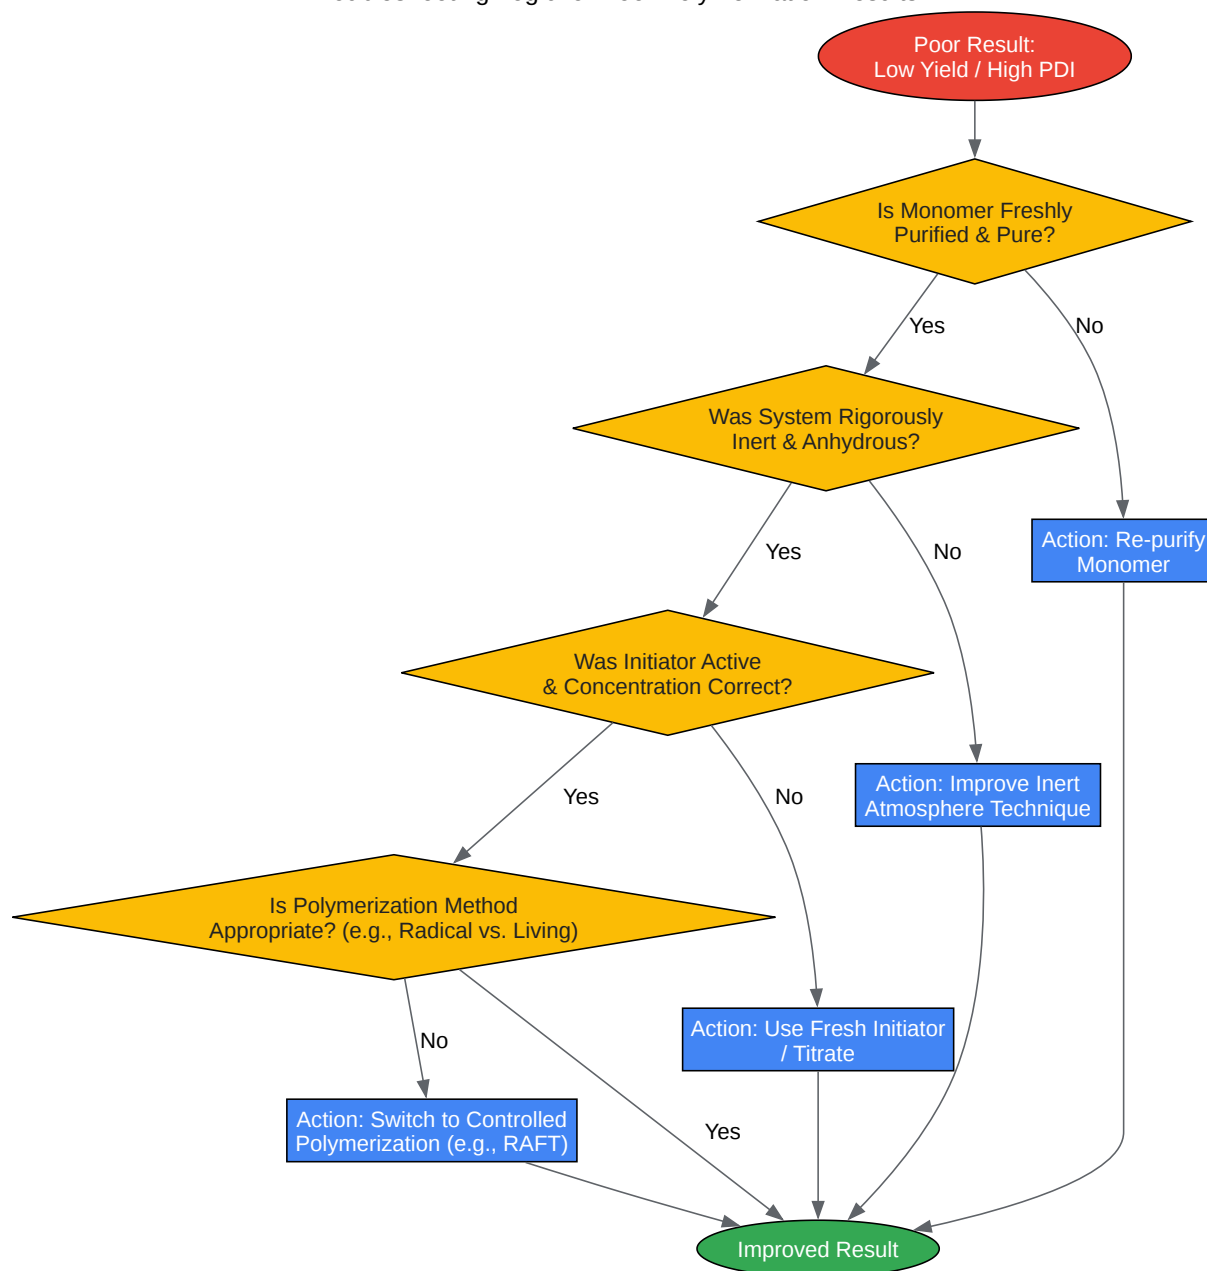 Poor Result:
Low Yield / High PDI
Is Monomer Freshly
Purified & Pure?
Yes
No
Was System Rigorously
Inert & Anhydrous?
Yes
No
Action: Re-purify
Monomer
Was Initiator Active
& Concentration Correct?
Yes
No
Action: Improve Inert
Atmosphere Technique
Is Polymerization Method
Appropriate? (e.g., Radical vs. Living)
No
Yes
Action: Use Fresh Initiator
/ Titrate
Action: Switch to Controlled
Polymerization (e.g., RAFT)
Improved Result